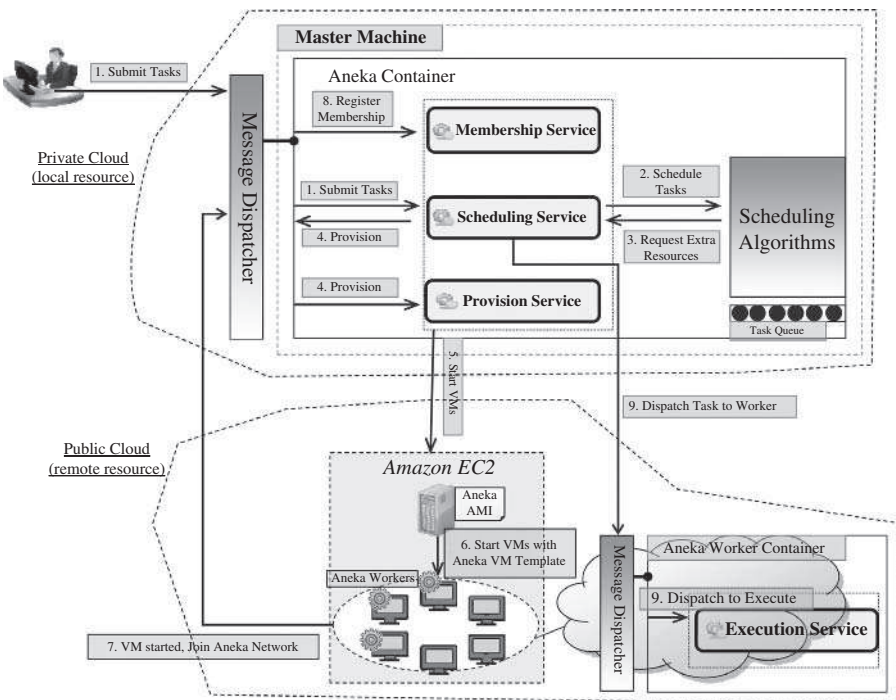 Master Machine
Aneka Container
1. Submit Tasks
8. Register
Membership
Membership Service
Message Dispatcher
Private Cloud
(local resource)
1. Submit Tasks
Scheduling Service
4. Provision
2. Schedule
Tasks
3. Request Extra
Resources
Scheduling
Algorithms
4. Provision
Provision Service
Task Queue
5. Start VMs
9. Dispatch Task to Worker
Public Cloud
(remote resource)
Amazon EC2
Aneka
AMI
6. Start VMs with
Aneka VM Template
Aneka Workers
7. VM started, Join Aneka Network
Message Dispatcher
Aneka Worker Container
9. Dispatch to Execute
Execution Service